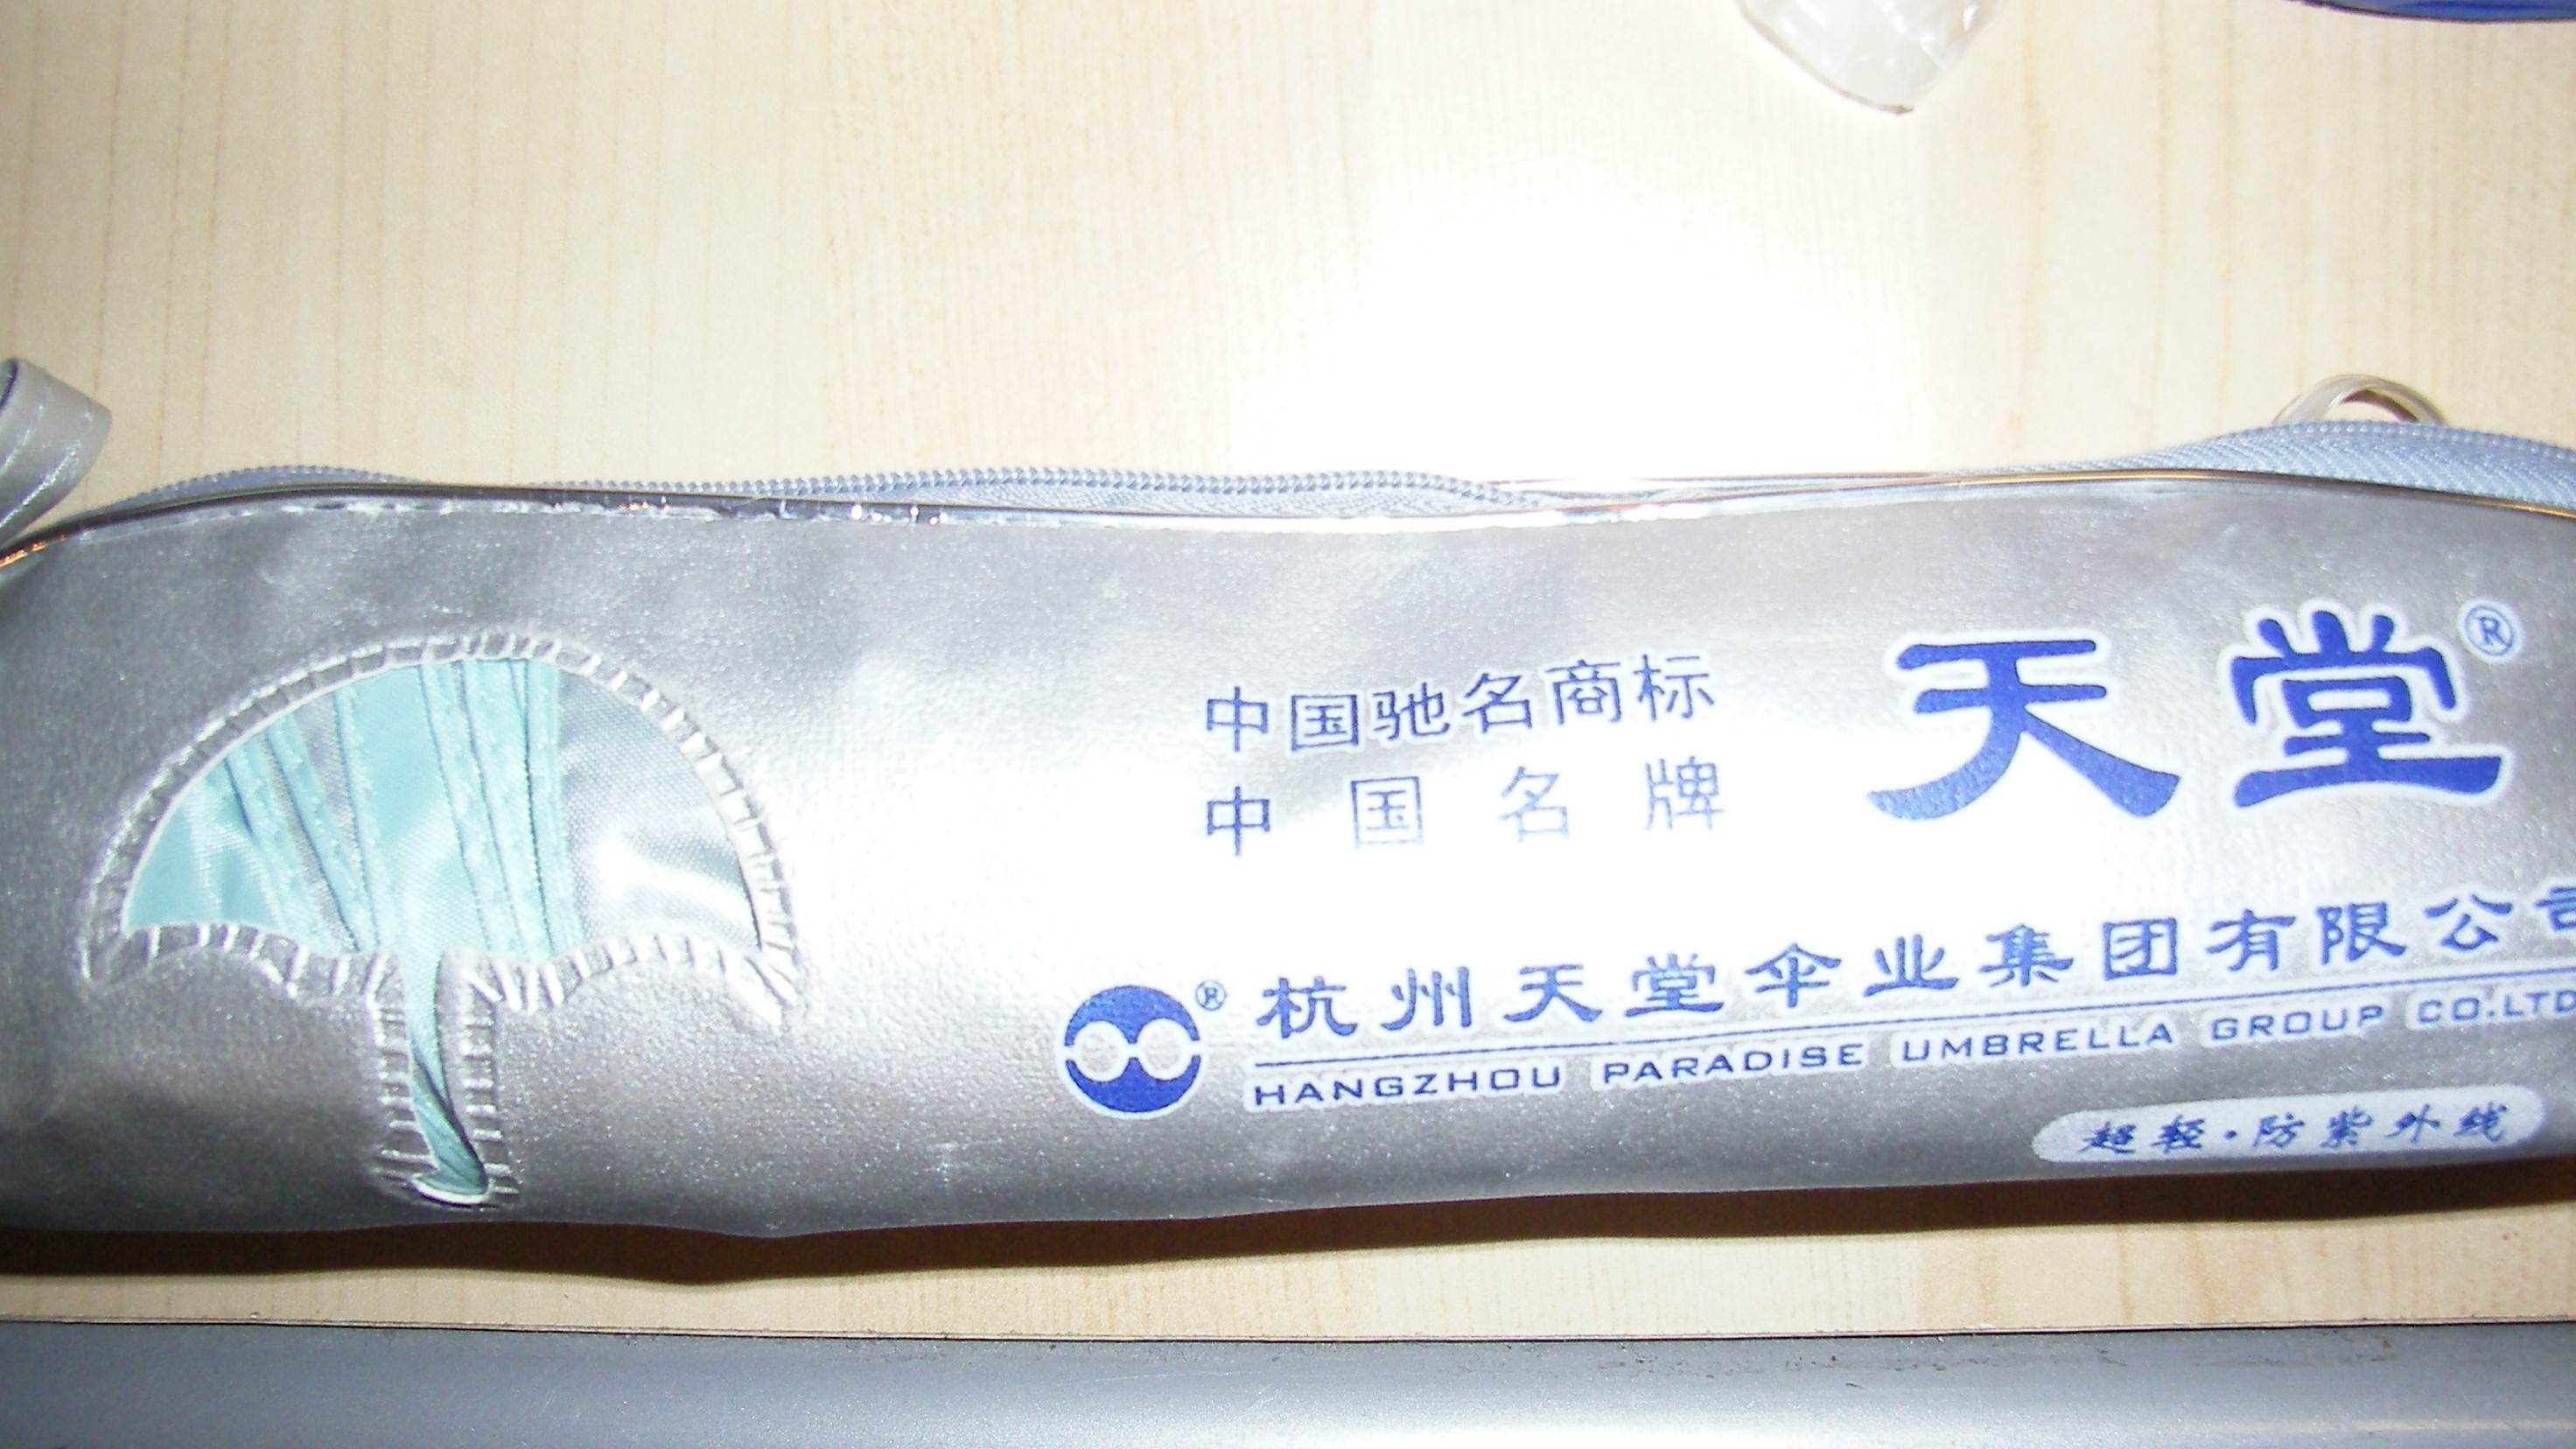 中国驰名商标
中国名牌
天堂®
® 杭州天堂伞业集团有限公司
HANGZHOU PARADISE UMBRELLA GROUP CO.LTD
超轻·防紫外线